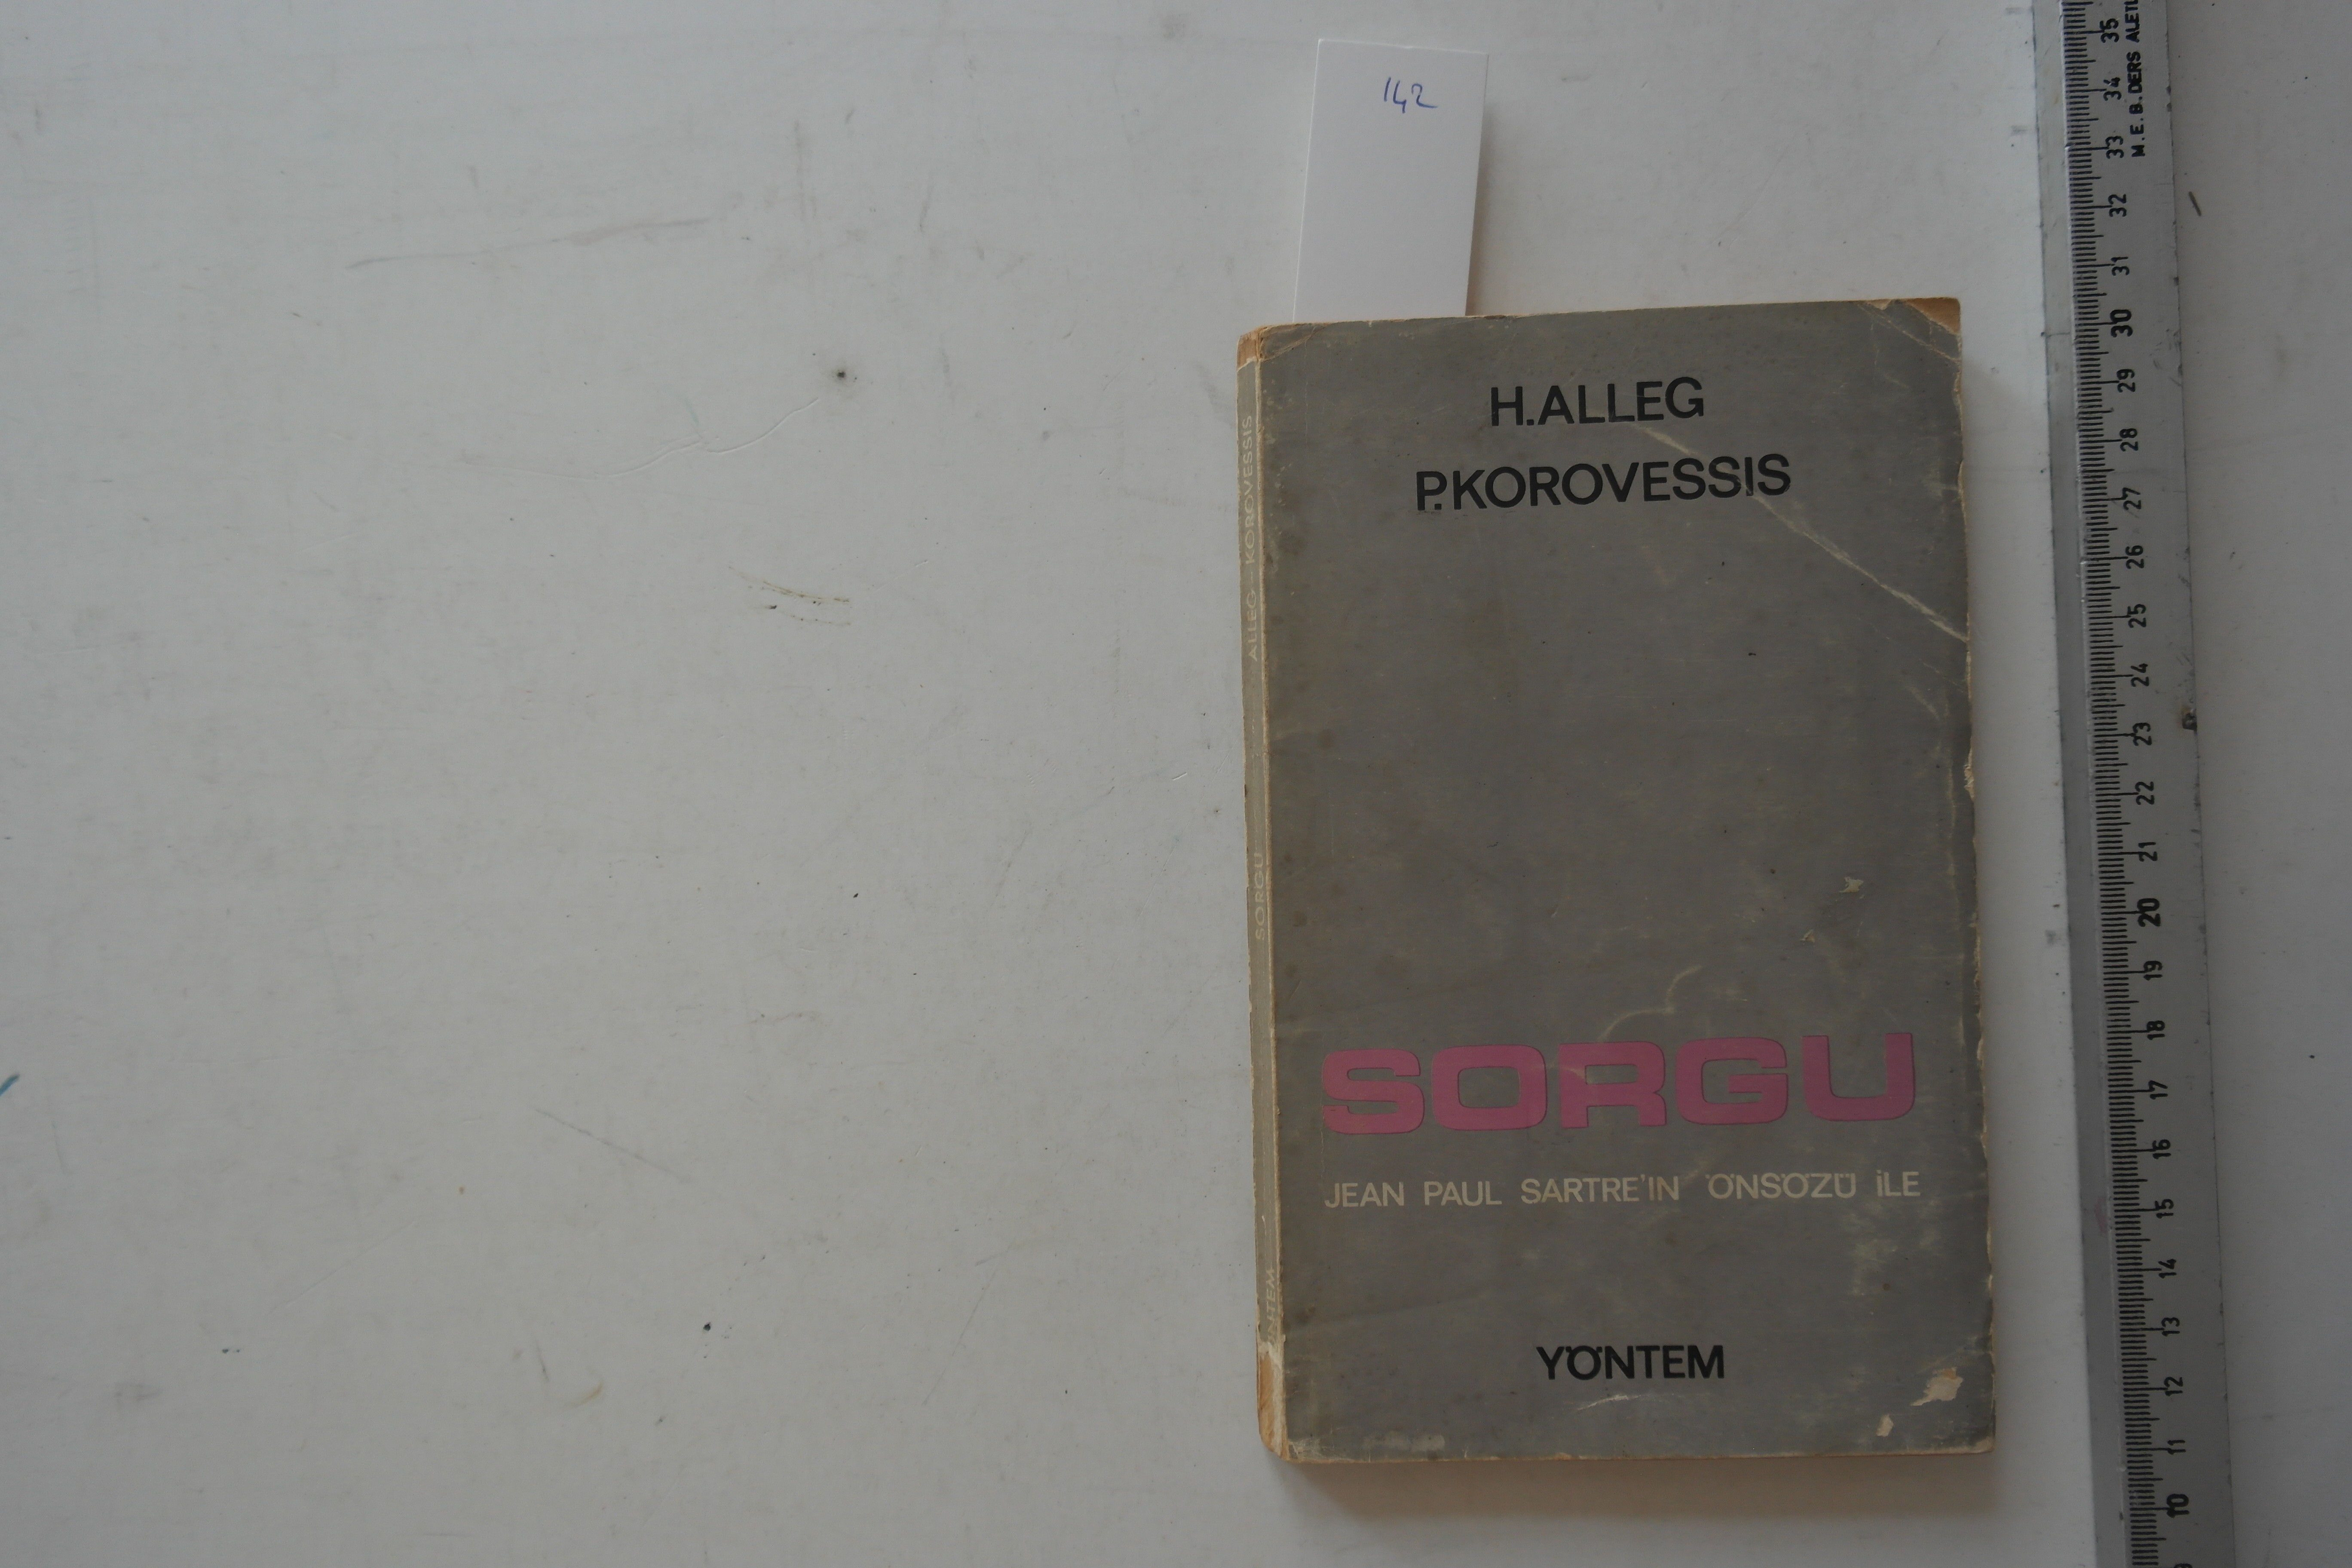 142
H.ALLEG
P.KOROVESSIS
SORGU
JEAN PAUL SARTRE'IN ÖNSÖZÜ İLE
YÖNTEM
ALLEG - KOROVESSIS
SORGU
35 34 33 32 31 30 29 28 27 26 25 24 23 22 21 20 19 18 17 16 15 14 13 12 11 10
M.E.B. DERS